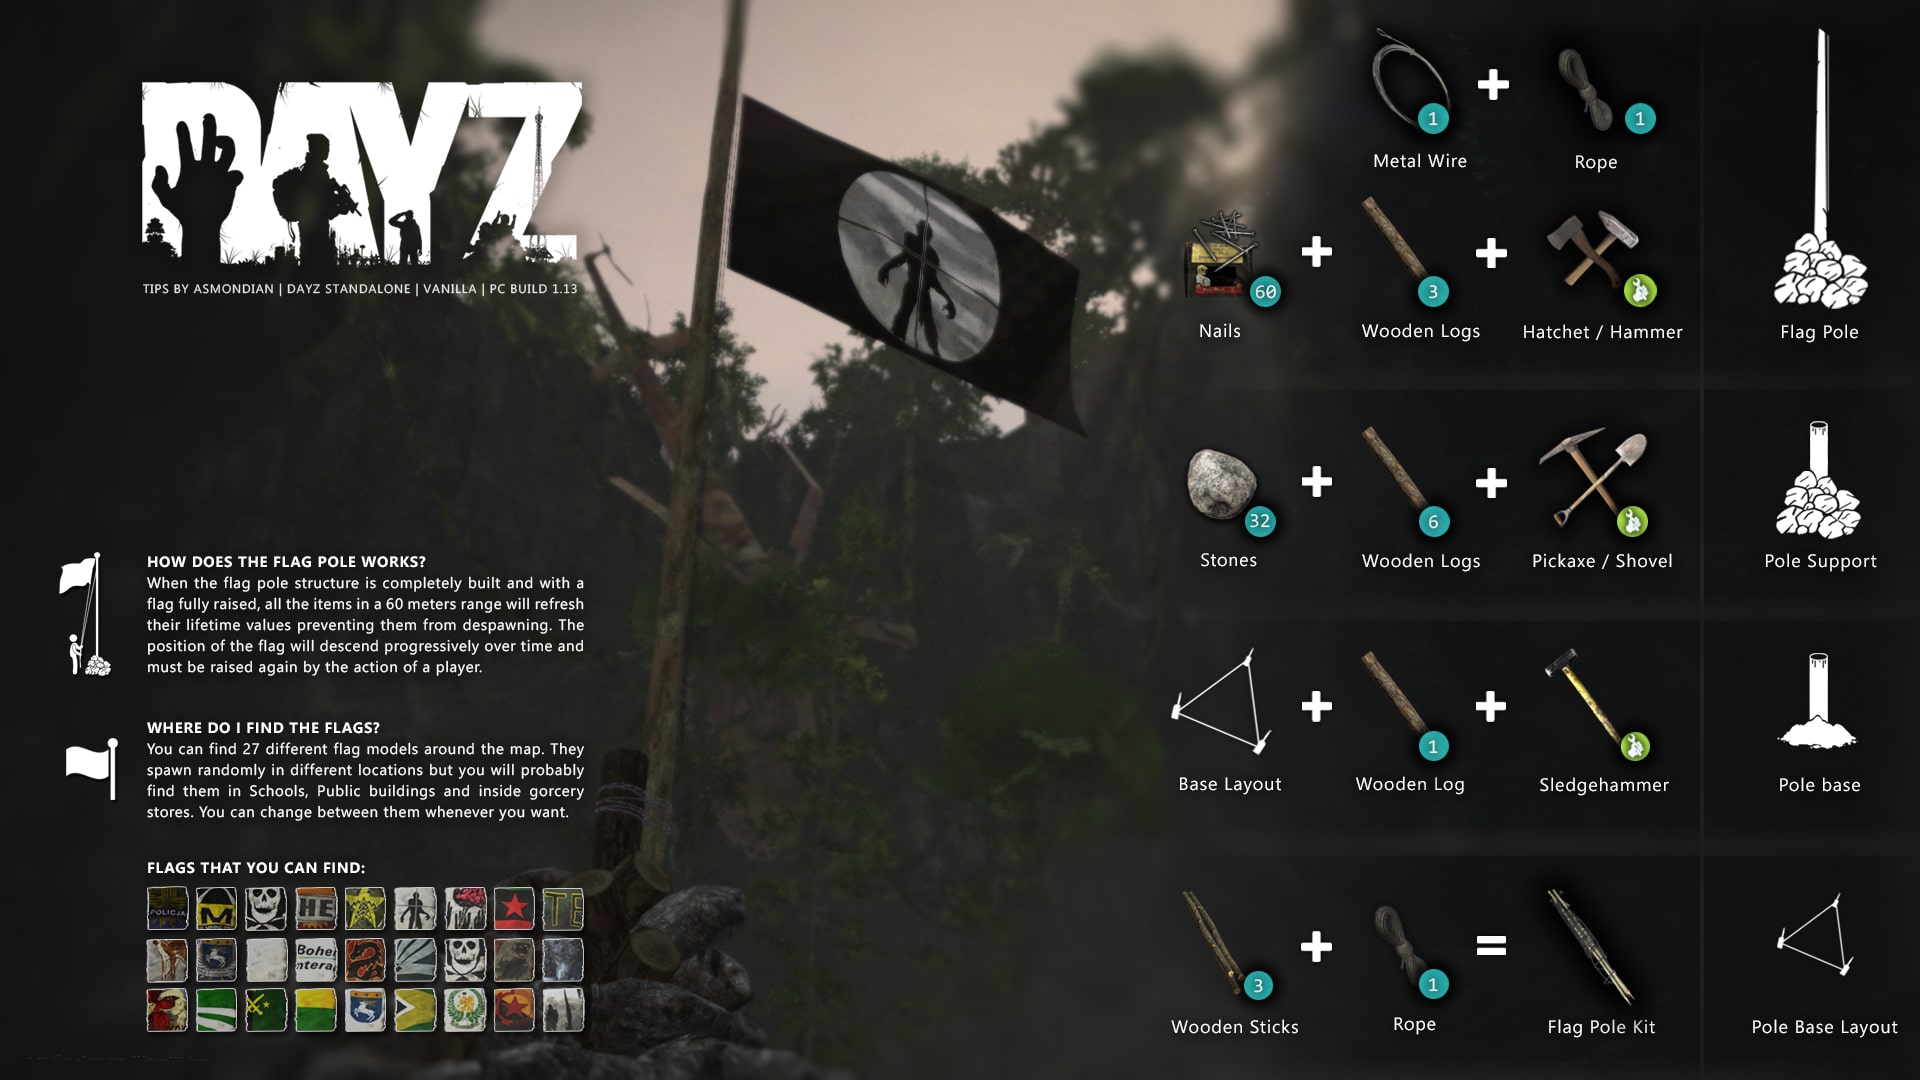 DAYZ
TIPS BY ASMONDIAN | DAYZ STANDALONE | VANILLA | PC BUILD 1.13
HOW DOES THE FLAG POLE WORKS?
When the flag pole structure is completely built and with a
flag fully raised, all the items in a 60 meters range will refresh
their lifetime values preventing them from despawning. The
position of the flag will descend progressively over time and
must be raised again by the action of a player.
WHERE DO I FIND THE FLAGS?
You can find 27 different flag models around the map. They
spawn randomly in different locations but you will probably
find them in Schools, Public buildings and inside gorcery
stores. You can change between them whenever you want.
FLAGS THAT YOU CAN FIND:
POLICJA
M
HE
TE
Bohe
ntera
1
+
1
Metal Wire
Rope
60
+
3
+
Nails
Wooden Logs
Hatchet / Hammer
Flag Pole
32
+
6
+
Stones
Wooden Logs
Pickaxe / Shovel
Pole Support
+
1
+
Base Layout
Wooden Log
Sledgehammer
Pole base
3
+
1
=
Wooden Sticks
Rope
Flag Pole Kit
Pole Base Layout